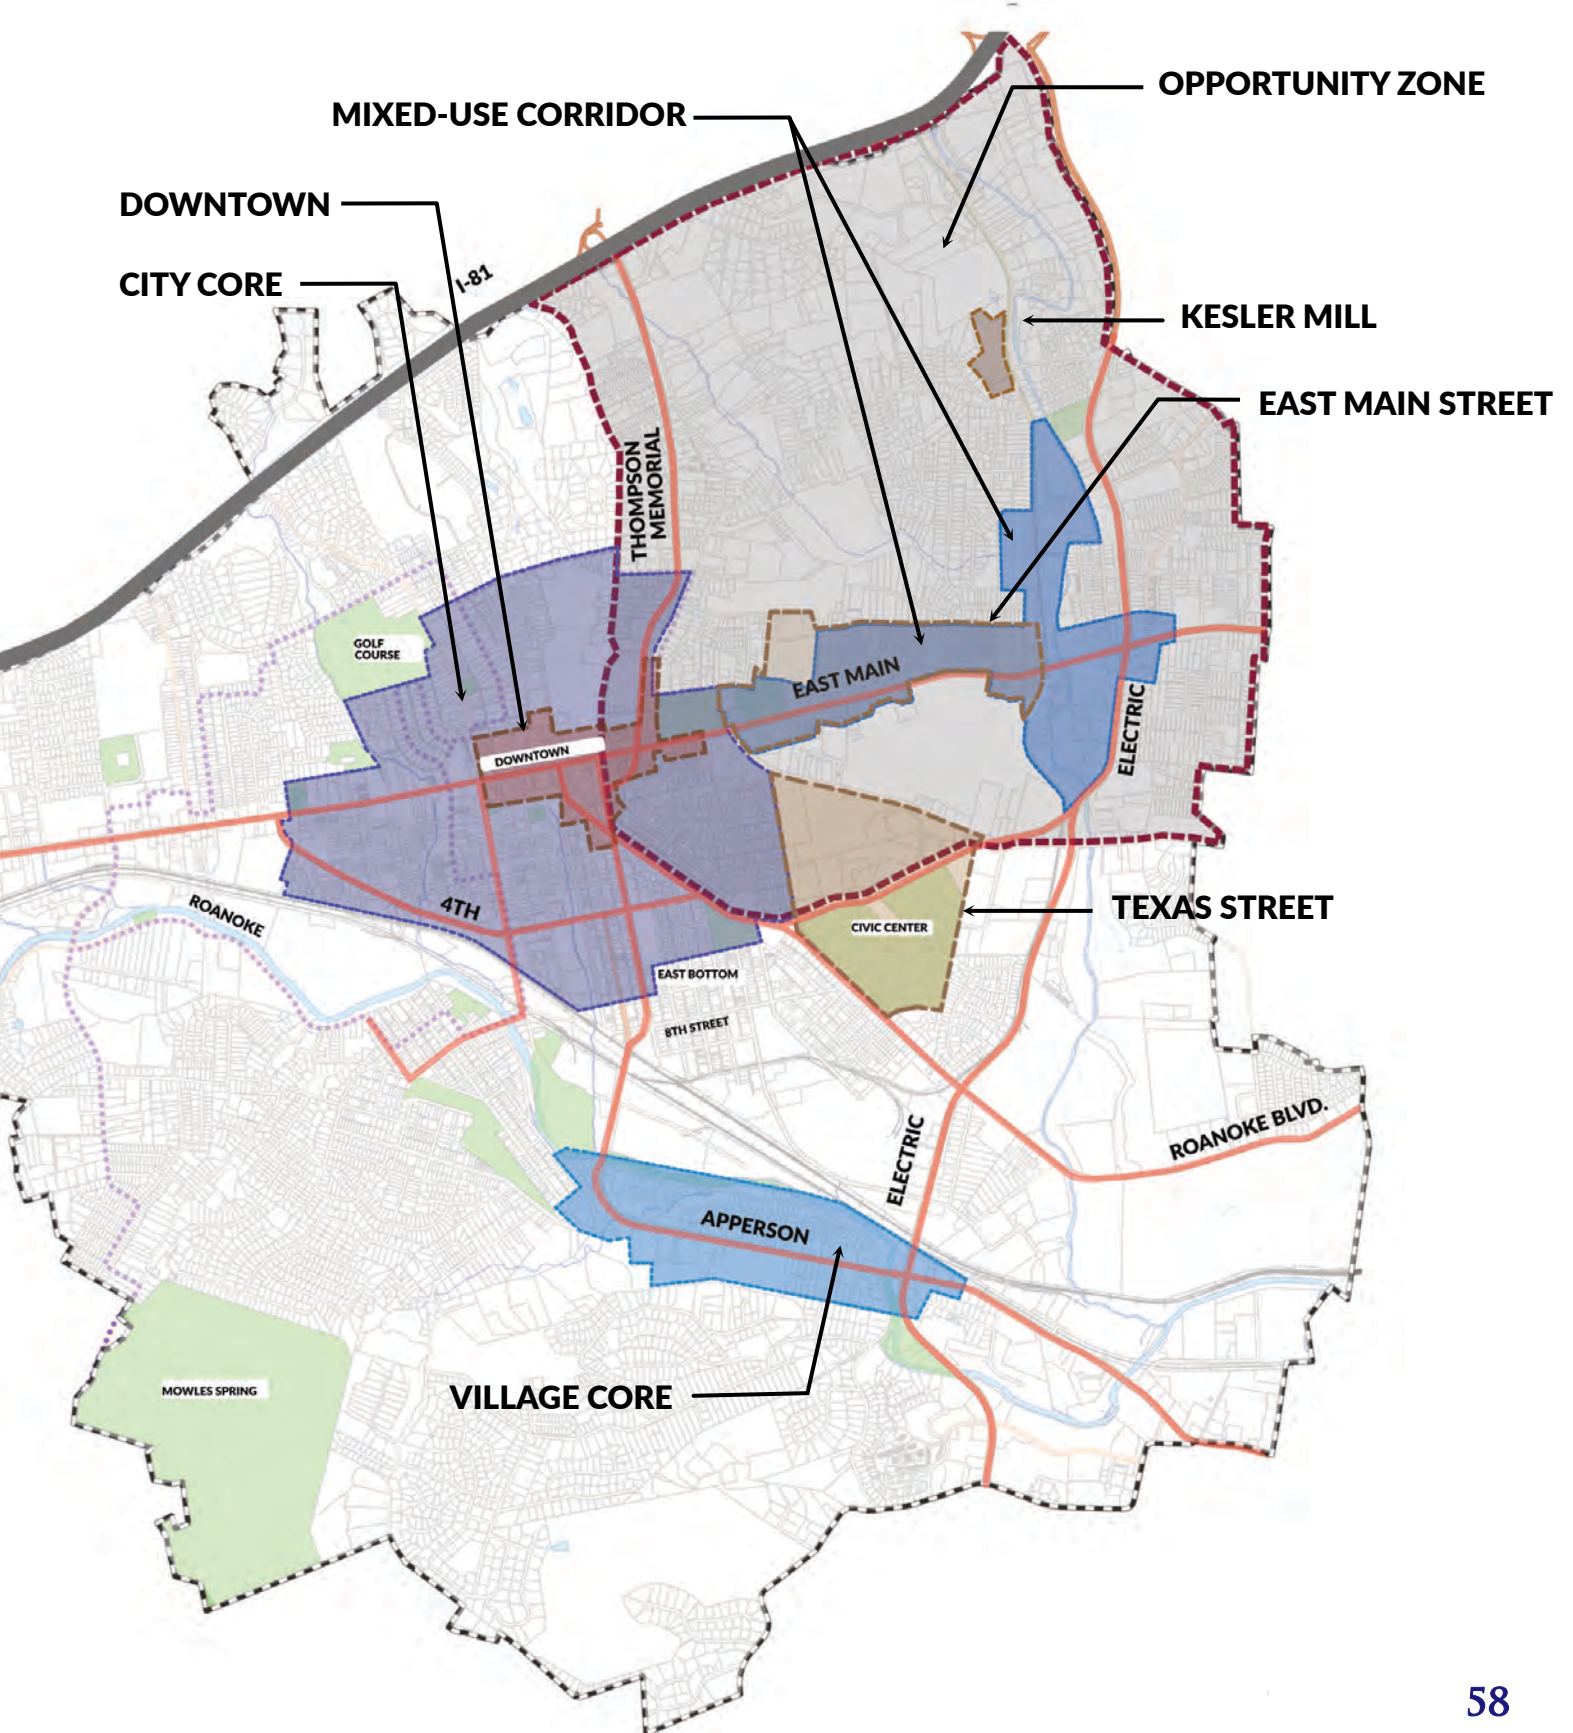 OPPORTUNITY ZONE
MIXED-USE CORRIDOR
DOWNTOWN
I-81
CITY CORE
KESLER MILL
EAST MAIN STREET
THOMPSON
MEMORIAL
GOLF
COURSE
EAST MAIN
ELECTRIC
DOWNTOWN
4TH
ROANOKE
TEXAS STREET
CIVIC CENTER
EAST BOTTOM
8TH STREET
ROANOKE BLVD.
ELECTRIC
APPERSON
MOWLES SPRING
VILLAGE CORE
58